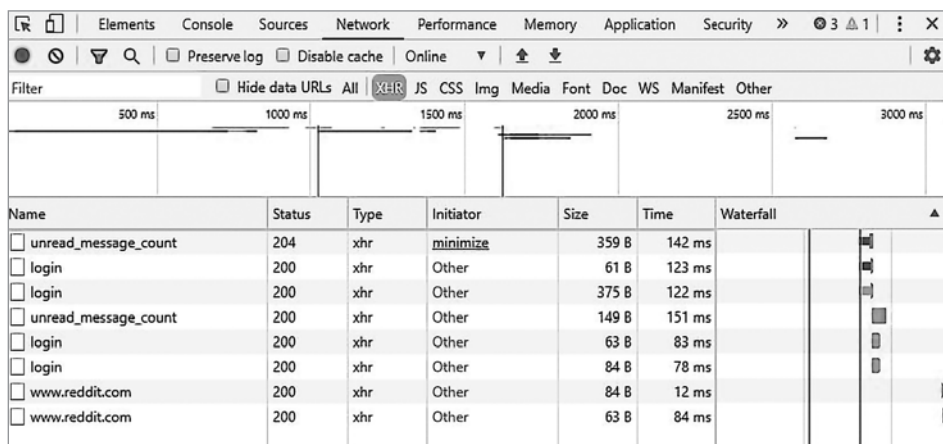 Elements Console Sources Network Performance Memory Application Security » 3 1
Preserve log Disable cache Online
Filter Hide data URLs All XHR JS CSS Img Media Font Doc WS Manifest Other
500 ms 1000 ms 1500 ms 2000 ms 2500 ms 3000 ms
Name Status Type Initiator Size Time Waterfall
unread_message_count 204 xhr minimize 359 B 142 ms
login 200 xhr Other 61 B 123 ms
login 200 xhr Other 375 B 122 ms
unread_message_count 200 xhr Other 149 B 151 ms
login 200 xhr Other 63 B 83 ms
login 200 xhr Other 84 B 78 ms
www.reddit.com 200 xhr Other 84 B 12 ms
www.reddit.com 200 xhr Other 63 B 84 ms